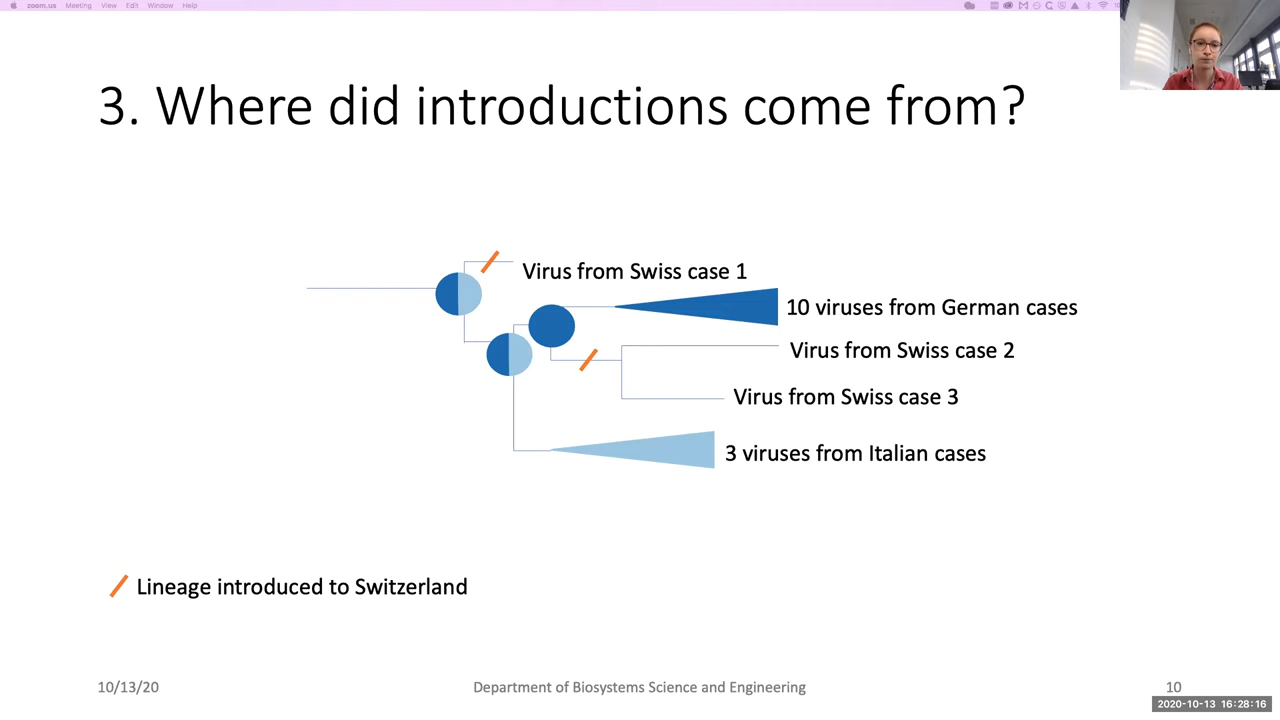 zoom.us Meeting View Edit Window Help
3. Where did introductions come from?
Virus from Swiss case 1
10 viruses from German cases
Virus from Swiss case 2
Virus from Swiss case 3
3 viruses from Italian cases
Lineage introduced to Switzerland
10/13/20 Department of Biosystems Science and Engineering 10
2020-10-13 16:28:16